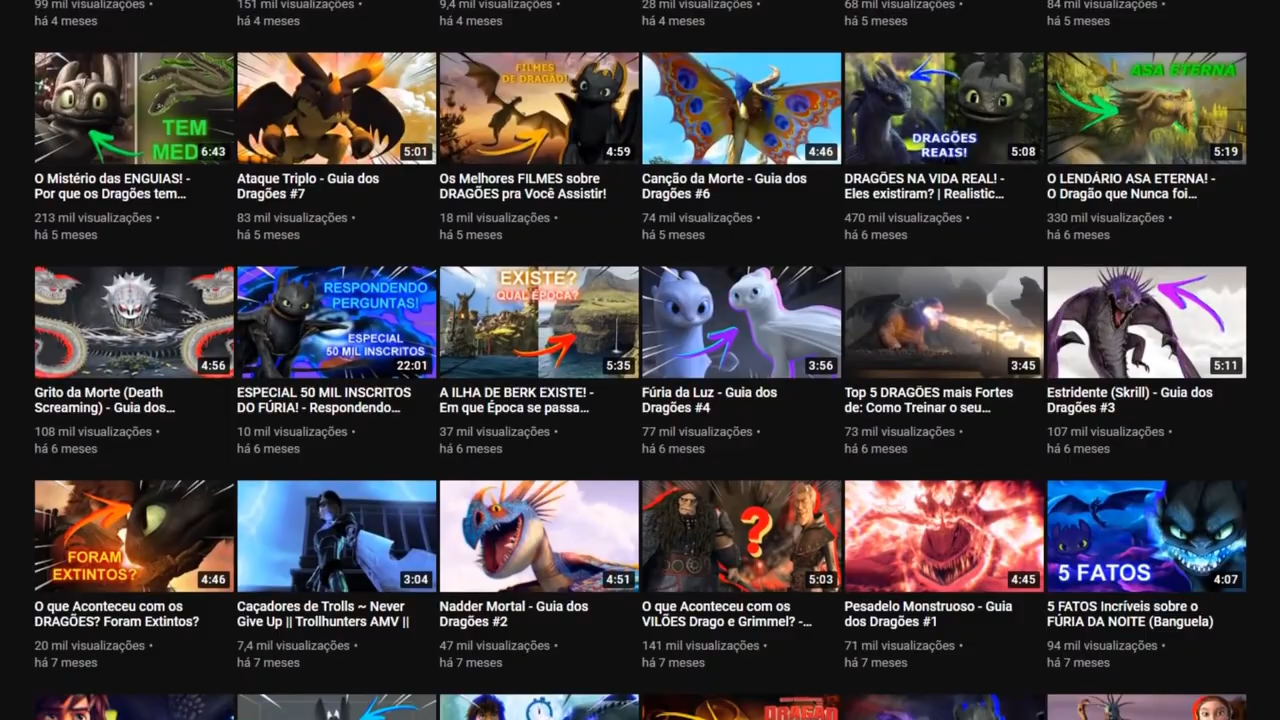 99 mil visualizações •
151 mil visualizações •
9,4 mil visualizações •
28 mil visualizações •
68 mil visualizações •
84 mil visualizações •
há 4 meses
há 4 meses
há 4 meses
há 5 meses
há 5 meses
há 5 meses
TEM
MED
6:43
O Mistério das ENGUIAS! -
Por que os Dragões tem…
213 mil visualizações •
há 5 meses
5:01
Ataque Triplo - Guia dos
Dragões #7
83 mil visualizações •
há 5 meses
FILMES
DE DRAGÃO!
4:59
Os Melhores FILMES sobre
DRAGÕES pra Você Assistir!
18 mil visualizações •
há 5 meses
4:46
Canção da Morte - Guia dos
Dragões #6
74 mil visualizações •
há 5 meses
DRAGÕES
REAIS!
5:08
DRAGÕES NA VIDA REAL! -
Eles existiram? | Realistic…
470 mil visualizações •
há 6 meses
ASA ETERNA
5:19
O LENDÁRIO ASA ETERNA! -
O Dragão que Nunca foi…
330 mil visualizações •
há 6 meses
4:56
Grito da Morte (Death
Screaming) - Guia dos…
108 mil visualizações •
há 6 meses
RESPONDENDO
PERGUNTAS!
ESPECIAL
50 MIL INSCRITOS
22:01
ESPECIAL 50 MIL INSCRITOS
DO FÚRIA! - Respondendo…
10 mil visualizações •
há 6 meses
EXISTE?
QUAL ÉPOCA?
5:35
A ILHA DE BERK EXISTE! -
Em que Época se passa…
37 mil visualizações •
há 6 meses
3:56
Fúria da Luz - Guia dos
Dragões #4
77 mil visualizações •
há 6 meses
3:45
Top 5 DRAGÕES mais Fortes
de: Como Treinar o seu…
73 mil visualizações •
há 6 meses
5:11
Estridente (Skrill) - Guia dos
Dragões #3
107 mil visualizações •
há 6 meses
FORAM
EXTINTOS?
4:46
O que Aconteceu com os
DRAGÕES? Foram Extintos?
20 mil visualizações •
há 7 meses
3:04
Caçadores de Trolls ~ Never
Give Up || Trollhunters AMV ||
7,4 mil visualizações •
há 7 meses
4:51
Nadder Mortal - Guia dos
Dragões #2
47 mil visualizações •
há 7 meses
?
5:03
O que Aconteceu com os
VILÕES Drago e Grimmel? -…
141 mil visualizações •
há 7 meses
4:45
Pesadelo Monstruoso - Guia
dos Dragões #1
71 mil visualizações •
há 7 meses
5 FATOS
4:07
5 FATOS Incríveis sobre o
FÚRIA DA NOITE (Banguela)
94 mil visualizações •
há 7 meses
DRAGÃO